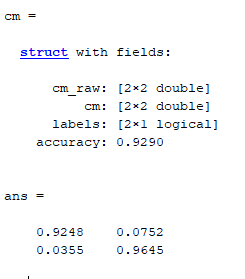 cm =
struct with fields:
cm_raw: [2×2 double]
cm: [2×2 double]
labels: [2×1 logical]
accuracy: 0.9290
ans =
0.9248 0.0752
0.0355 0.9645